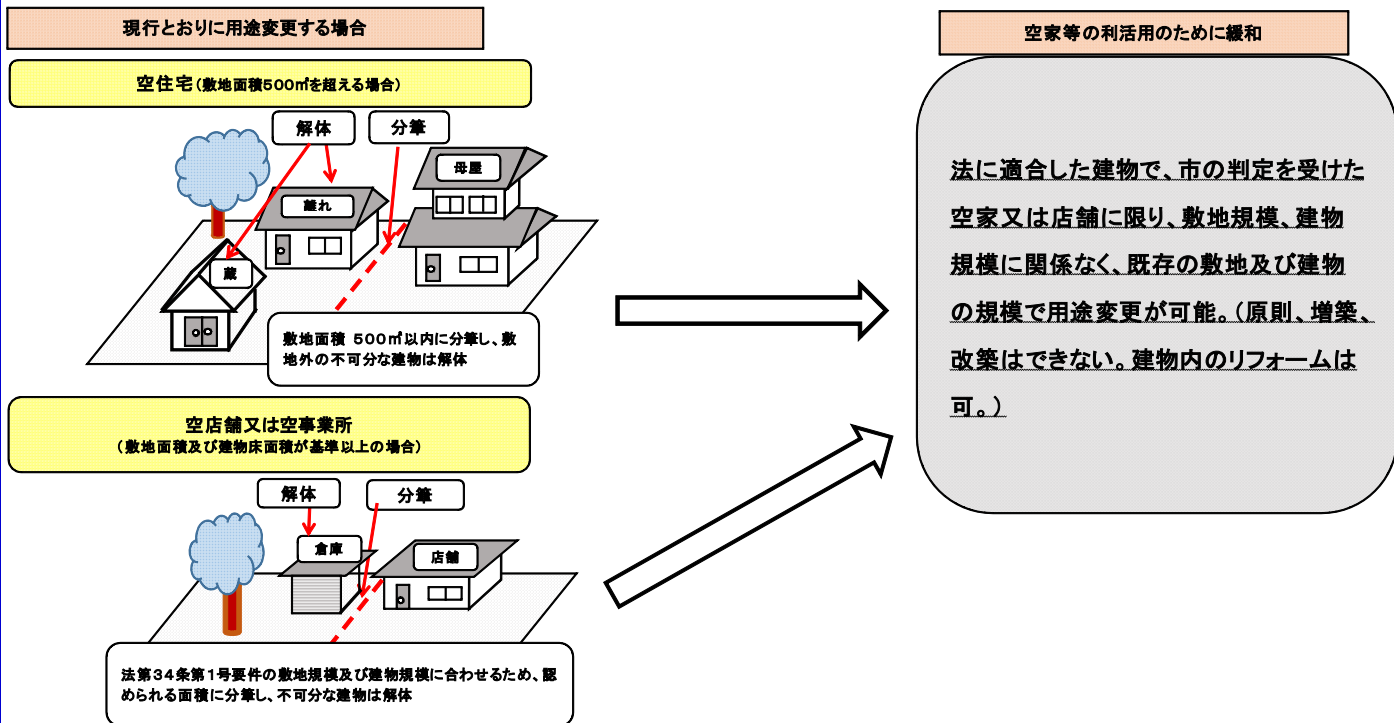 現行とおりに用途変更する場合
空住宅(敷地面積500㎡を超える場合)
解体
分筆
母屋
離れ
蔵
敷地面積 500㎡以内に分筆し、敷
地外の不可分な建物は解体
空店舗又は空事業所
(敷地面積及び建物床面積が基準以上の場合)
解体
分筆
倉庫
店舗
法第34条第1号要件の敷地規模及び建物規模に合わせるため、認
められる面積に分筆し、不可分な建物は解体
空家等の利活用のために緩和
法に適合した建物で、市の判定を受けた
空家又は店舗に限り、敷地規模、建物
規模に関係なく、既存の敷地及び建物
の規模で用途変更が可能。(原則、増築、
改築はできない。建物内のリフォームは
可。)